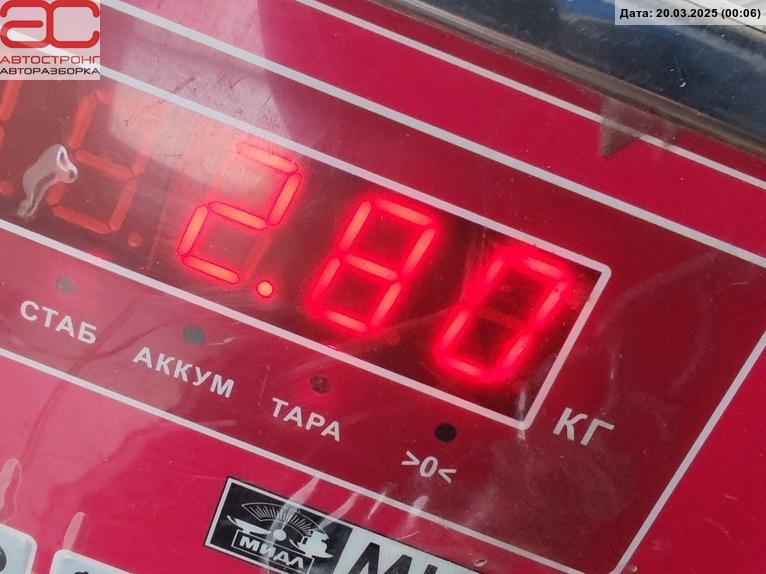 АС
АВТОСТРОНГ
АВТОРАЗБОРКА
Дата: 20.03.2025 (00:06)
2.80
КГ
СТАБ
АККУМ
ТАРА
>0<
МИДЛ